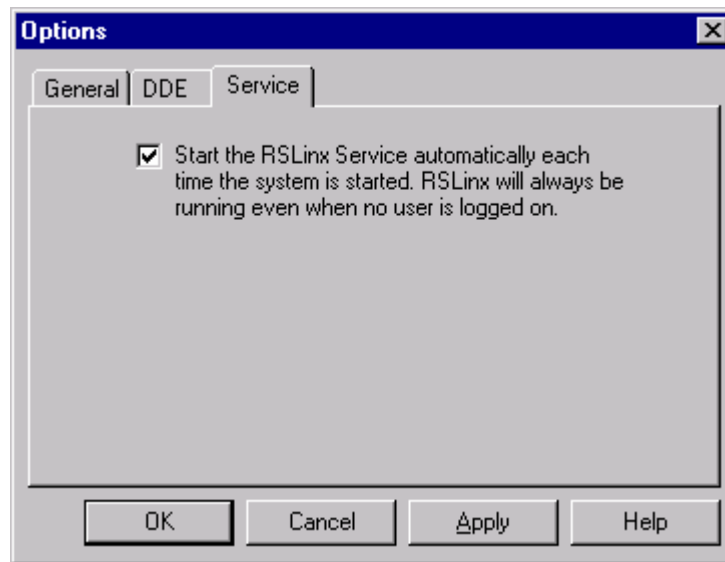 Options
General DDE Service
Start the RSLinx Service automatically each
time the system is started. RSLinx will always be
running even when no user is logged on.
OK Cancel Apply Help